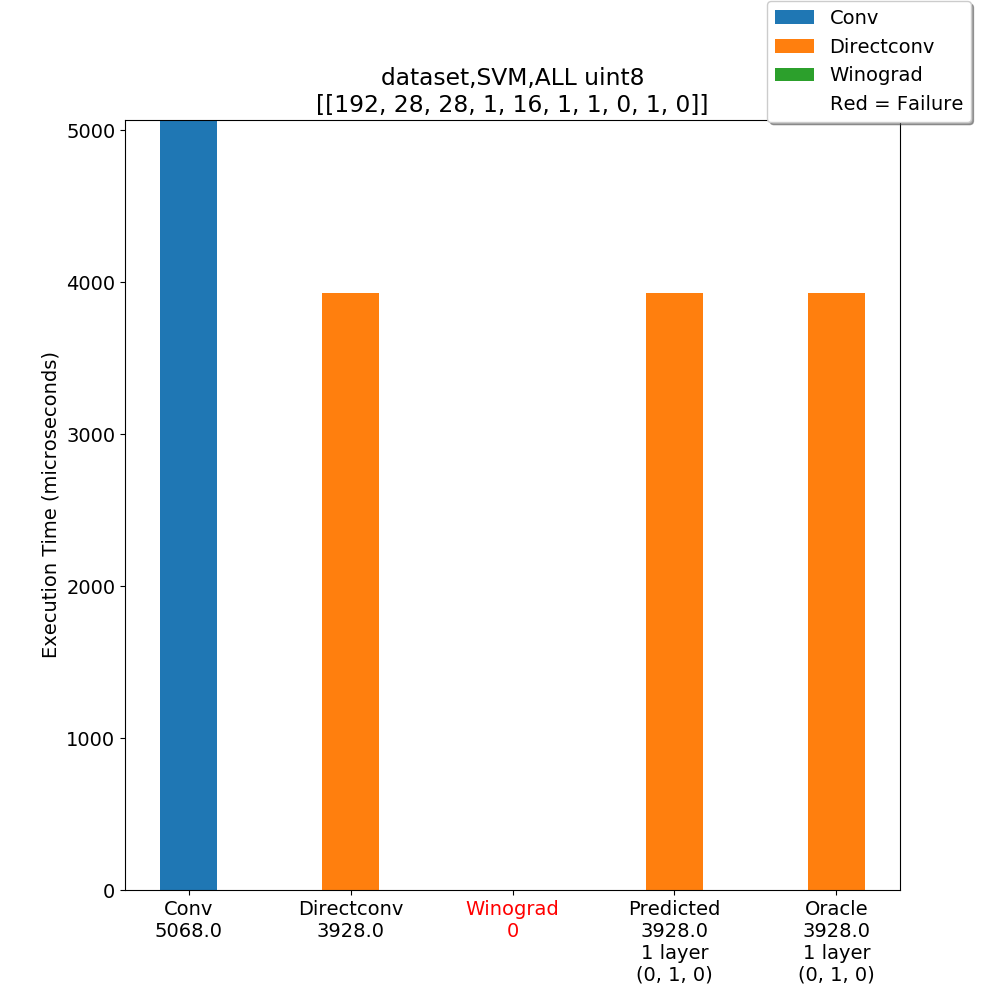 Conv
Directconv
Winograd
Red = Failure
dataset,SVM,ALL uint8
[[192, 28, 28, 1, 16, 1, 1, 0, 1, 0]]
Execution Time (microseconds)
5000
4000
3000
2000
1000
0
Conv
5068.0
Directconv
3928.0
Winograd
0
Predicted
3928.0
1 layer
(0, 1, 0)
Oracle
3928.0
1 layer
(0, 1, 0)